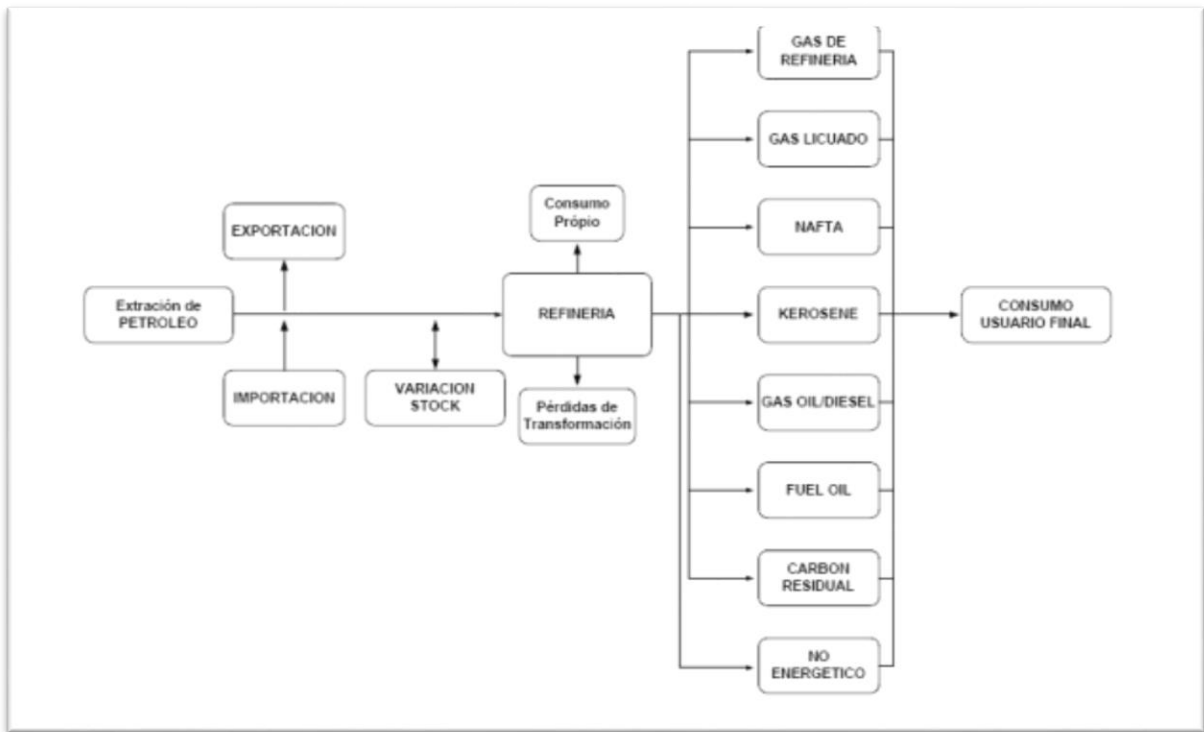 GAS DE
REFINERIA
GAS LICUADO
Consumo
Própio
EXPORTACION
NAFTA
Extración de
PETROLEO
REFINERIA
KEROSENE
CONSUMO
USUARIO FINAL
IMPORTACION
VARIACION
STOCK
Pérdidas de
Transformación
GAS OIL/DIESEL
FUEL OIL
CARBON
RESIDUAL
NO
ENERGETICO